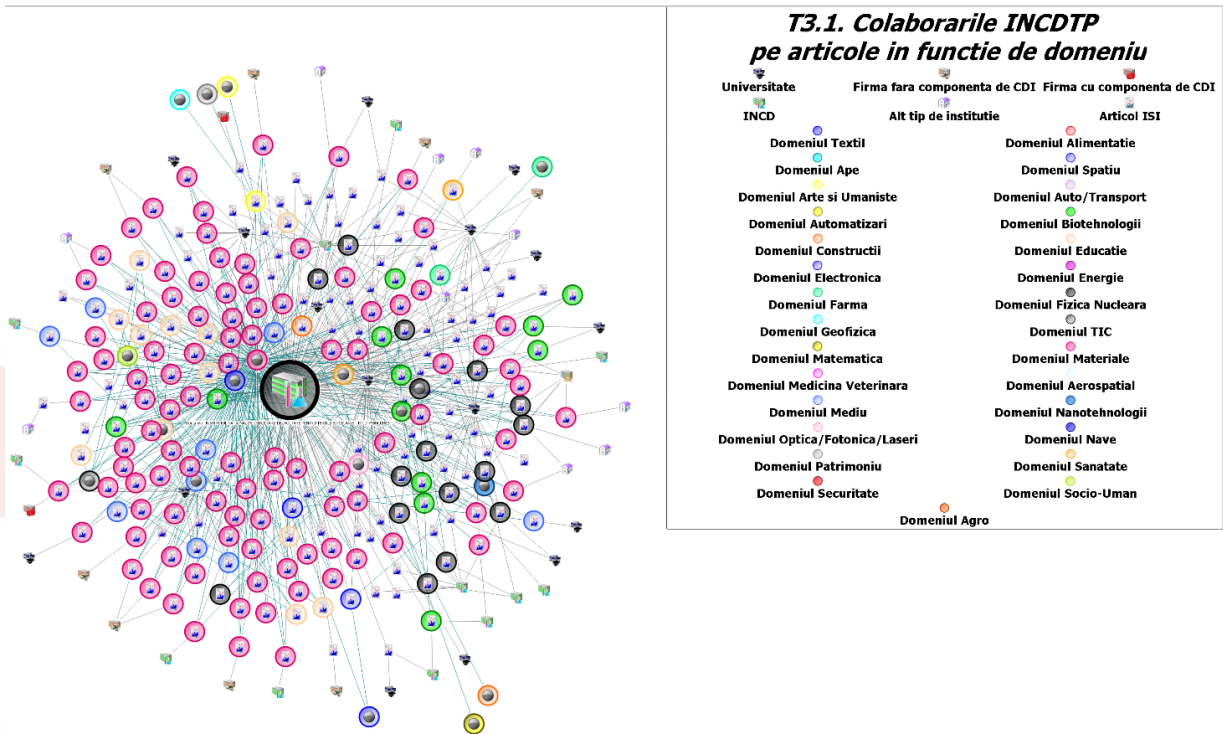 T3.1. Colaborarile INCDTP
pe articole in functie de domeniu
Universitate
Firma fara componenta de CDI
Firma cu componenta de CDI
INCD
Alt tip de institutie
Articol ISI
Domeniul Textil
Domeniul Alimentatie
Domeniul Ape
Domeniul Spatiu
Domeniul Arte si Umaniste
Domeniul Auto/Transport
Domeniul Automatizari
Domeniul Biotehnologii
Domeniul Constructii
Domeniul Educatie
Domeniul Electronica
Domeniul Energie
Domeniul Farma
Domeniul Fizica Nucleara
Domeniul Geofizica
Domeniul TIC
Domeniul Matematica
Domeniul Materiale
Domeniul Medicina Veterinara
Domeniul Aerospatial
Domeniul Mediu
Domeniul Nanotehnologii
Domeniul Optica/Fotonica/Laseri
Domeniul Nave
Domeniul Patrimoniu
Domeniul Sanatate
Domeniul Securitate
Domeniul Socio-Uman
Domeniul Agro